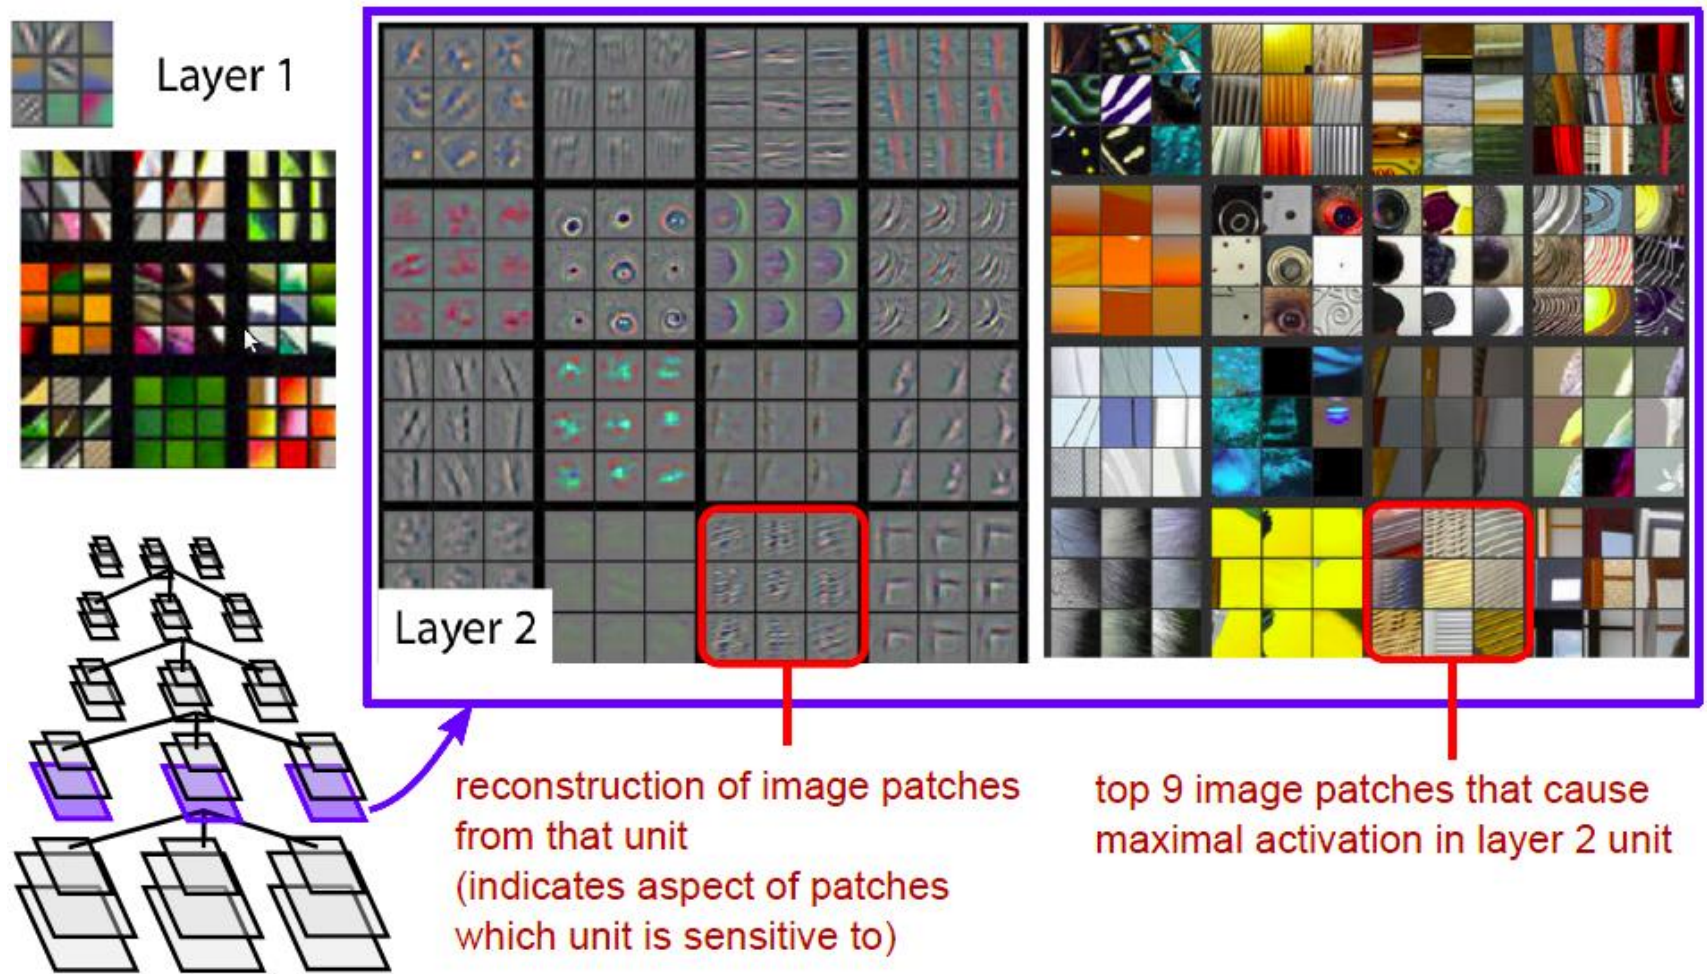 Layer 1
Layer 2
reconstruction of image patches
from that unit
(indicates aspect of patches
which unit is sensitive to)
top 9 image patches that cause
maximal activation in layer 2 unit